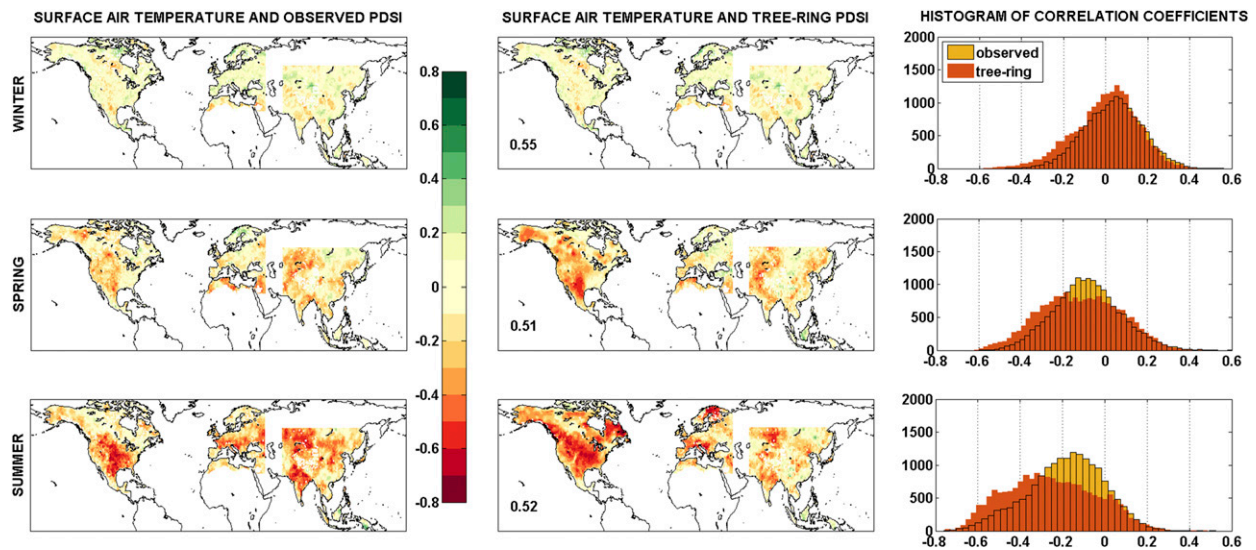 SURFACE AIR TEMPERATURE AND OBSERVED PDSI
SURFACE AIR TEMPERATURE AND TREE-RING PDSI
HISTOGRAM OF CORRELATION COEFFICIENTS
WINTER
0.55
2000
1500
1000
500
0
observed
tree-ring
-0.8 -0.6 -0.4 -0.2 0 0.2 0.4 0.6
0.8
0.6
0.4
0.2
0
-0.2
-0.4
-0.6
-0.8
SPRING
0.51
2000
1500
1000
500
0
-0.8 -0.6 -0.4 -0.2 0 0.2 0.4 0.6
SUMMER
0.52
2000
1500
1000
500
0
-0.8 -0.6 -0.4 -0.2 0 0.2 0.4 0.6